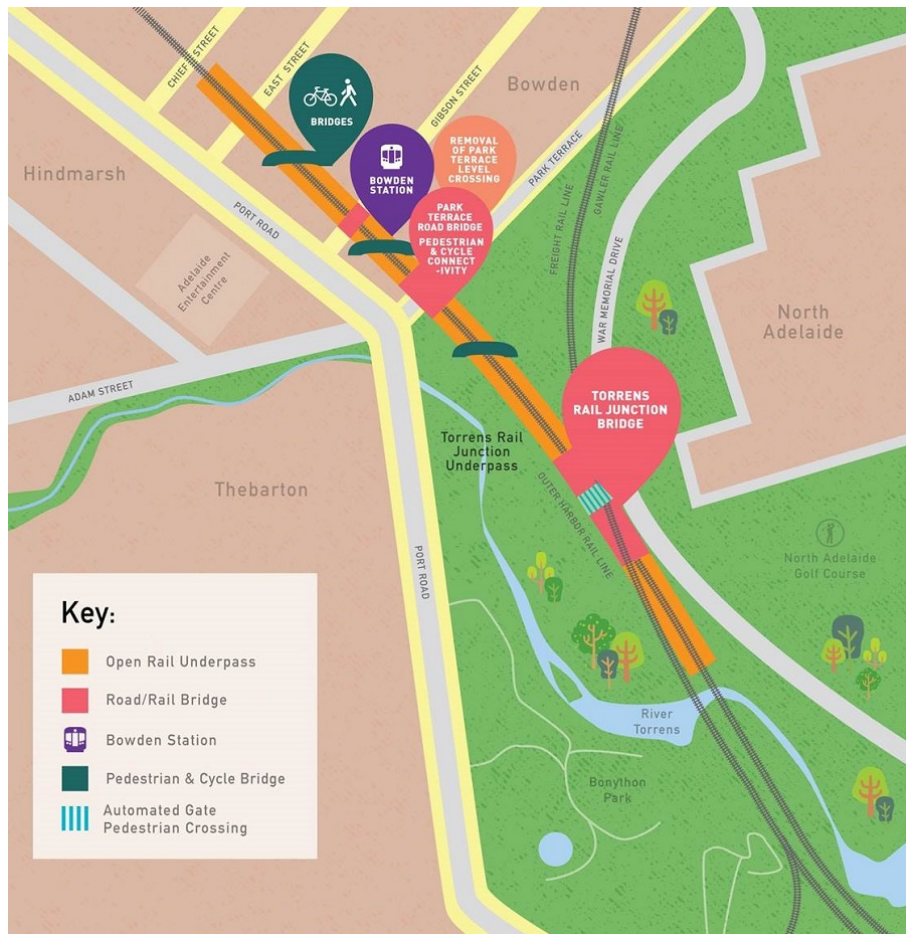 CHIEF STREET
EAST STREET
BRIDGES
GIBSON STREET
Bowden
REMOVAL
OF PARK
TERRACE
LEVEL
CROSSING
BOWDEN
STATION
PARK TERRACE
Hindmarsh
PORT ROAD
PARK
TERRACE
ROAD BRIDGE
PEDESTRIAN
& CYCLE
CONNECT
-IVITY
FREIGHT RAIL LINE
GAWLER RAIL LINE
WAR MEMORIAL DRIVE
Adelaide
Entertainment
Centre
North
Adelaide
ADAM STREET
TORRENS
RAIL JUNCTION
BRIDGE
Torrens Rail
Junction
Underpass
Thebarton
OUTER HARBOR RAIL LINE
PORT ROAD
North Adelaide
Golf Course
Key:
Open Rail Underpass
Road/Rail Bridge
Bowden Station
Pedestrian & Cycle Bridge
Automated Gate
Pedestrian Crossing
River
Torrens
Bonython
Park